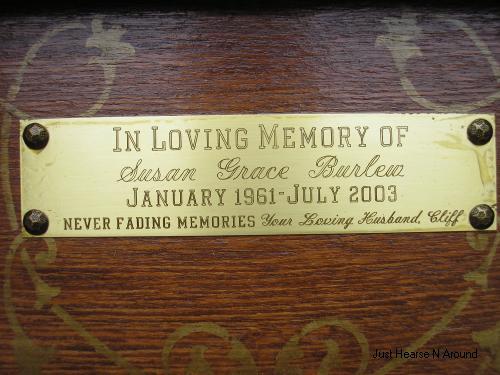 IN LOVING MEMORY OF
Susan Grace Burlew
JANUARY 1961-JULY 2003
NEVER FADING MEMORIES Your Loving Husband, Cliff
Just Hearse N Around